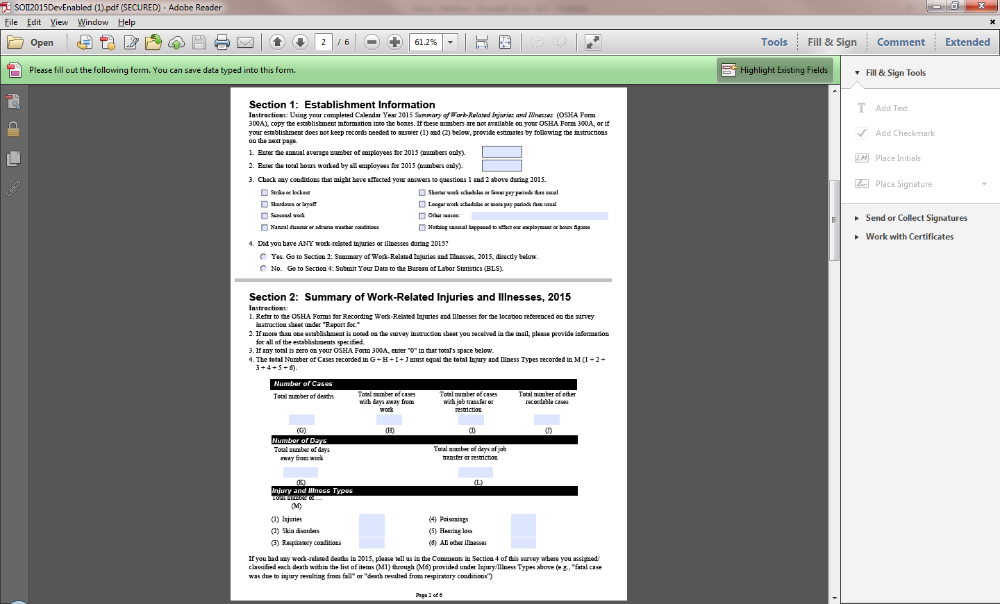 SOII2015DevEnabled (1).pdf (SECURED) - Adobe Reader
File Edit View Window Help
Open 2 / 6 61.2% Tools Fill & Sign Comment Extended
Please fill out the following form. You can save data typed into this form.
Highlight Existing Fields
Fill & Sign Tools
Add Text
Add Checkmark
LM Place Initials
Place Signature
Send or Collect Signatures
Work with Certificates
Section 1: Establishment Information
Instructions: Using your completed Calendar Year 2015 Summary of Work-Related Injuries and Illnesses (OSHA Form
300A), copy the establishment information into the boxes. If these numbers are not available on your OSHA Form 300A, or if
your establishment does not keep records needed to answer (1) and (2) below, provide estimates by following the instructions
on the next page.
1. Enter the annual average number of employees for 2015 (numbers only).
2. Enter the total hours worked by all employees for 2015 (numbers only).
3. Check any conditions that might have affected your answers to questions 1 and 2 above during 2015.
Strike or lockout Shorter work schedules or fewer pay periods than usual
Shutdown or layoff Longer work schedules or more pay periods than usual
Seasonal work Other reason:
Natural disaster or adverse weather conditions Nothing unusual happened to affect our employment or hours figures
4. Did you have ANY work-related injuries or illnesses during 2015?
Yes. Go to Section 2: Summary of Work-Related Injuries and Illnesses, 2015, directly below.
No. Go to Section 4: Submit Your Data to the Bureau of Labor Statistics (BLS).
Section 2: Summary of Work-Related Injuries and Illnesses, 2015
Instructions:
1. Refer to the OSHA Forms for Recording Work-Related Injuries and Illnesses for the location referenced on the survey
instruction sheet under "Report for."
2. If more than one establishment is noted on the survey instruction sheet you received in the mail, please provide information
for all of the establishments specified.
3. If any total is zero on your OSHA Form 300A, enter "0" in that total's space below.
4. The total Number of Cases recorded in G + H + I + J must equal the total Injury and Illness Types recorded in M (1 + 2 +
3 + 4 + 5 + 6).
Number of Cases
Total number of deaths Total number of cases Total number of cases Total number of other
with days away from with job transfer or recordable cases
work restriction
(G) (H) (I) (J)
Number of Days
Total number of days Total number of days of job
away from work transfer or restriction
(K) (L)
Injury and Illness Types
Total number of ...
(M)
(1) Injuries (4) Poisonings
(2) Skin disorders (5) Hearing loss
(3) Respiratory conditions (6) All other illnesses
If you had any work-related deaths in 2015, please tell us in the Comments in Section 4 of this survey where you assigned/
classified each death within the list of items (M1) through (M6) provided under Injury/Illness Types above (e.g., "fatal case
was due to injury resulting from fall" or "death resulted from respiratory conditions")
Page 2 of 6